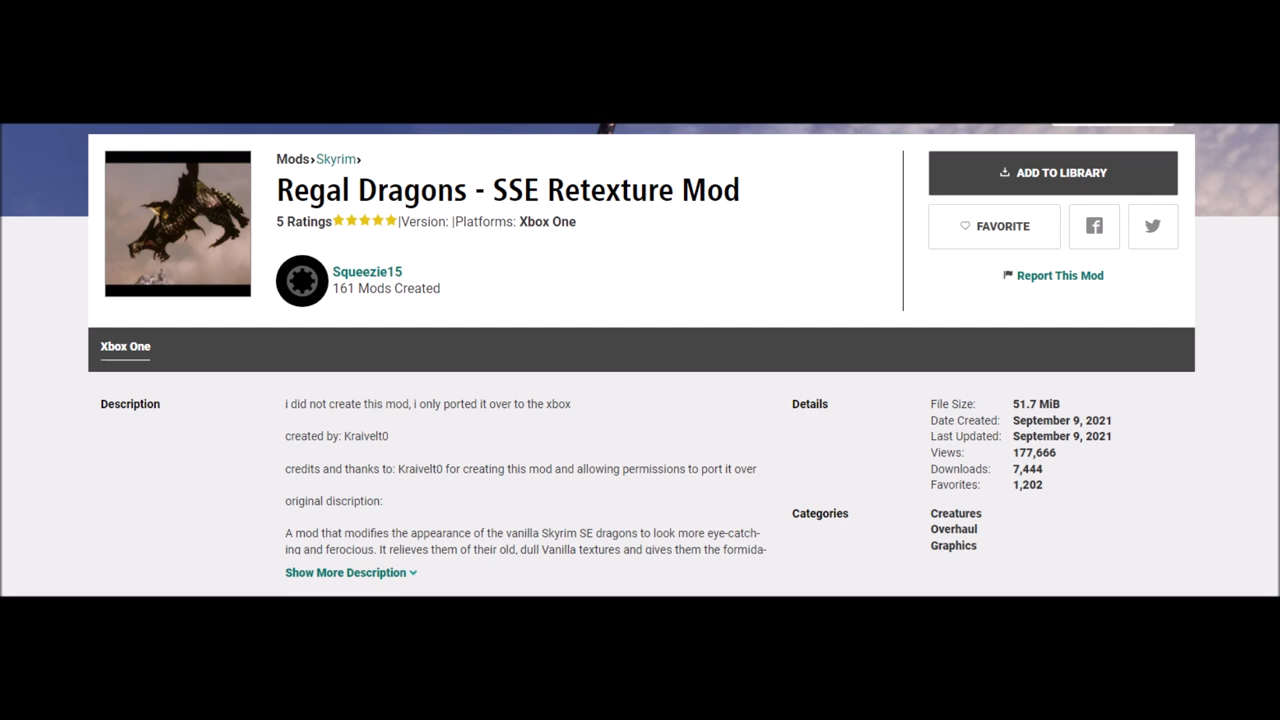 Mods›Skyrim›
Regal Dragons - SSE Retexture Mod
5 Ratings|Version: |Platforms: Xbox One
Squeezie15
161 Mods Created
ADD TO LIBRARY
FAVORITE
Report This Mod
Xbox One
Description
i did not create this mod, i only ported it over to the xbox
created by: Kraivelt0
credits and thanks to: Kraivelt0 for creating this mod and allowing permissions to port it over
original discription:
A mod that modifies the appearance of the vanilla Skyrim SE dragons to look more eye-catch-
ing and ferocious. It relieves them of their old, dull Vanilla textures and gives them the formida-
Show More Description
Details
File Size: 51.7 MiB
Date Created: September 9, 2021
Last Updated: September 9, 2021
Views: 177,666
Downloads: 7,444
Favorites: 1,202
Categories
Creatures
Overhaul
Graphics